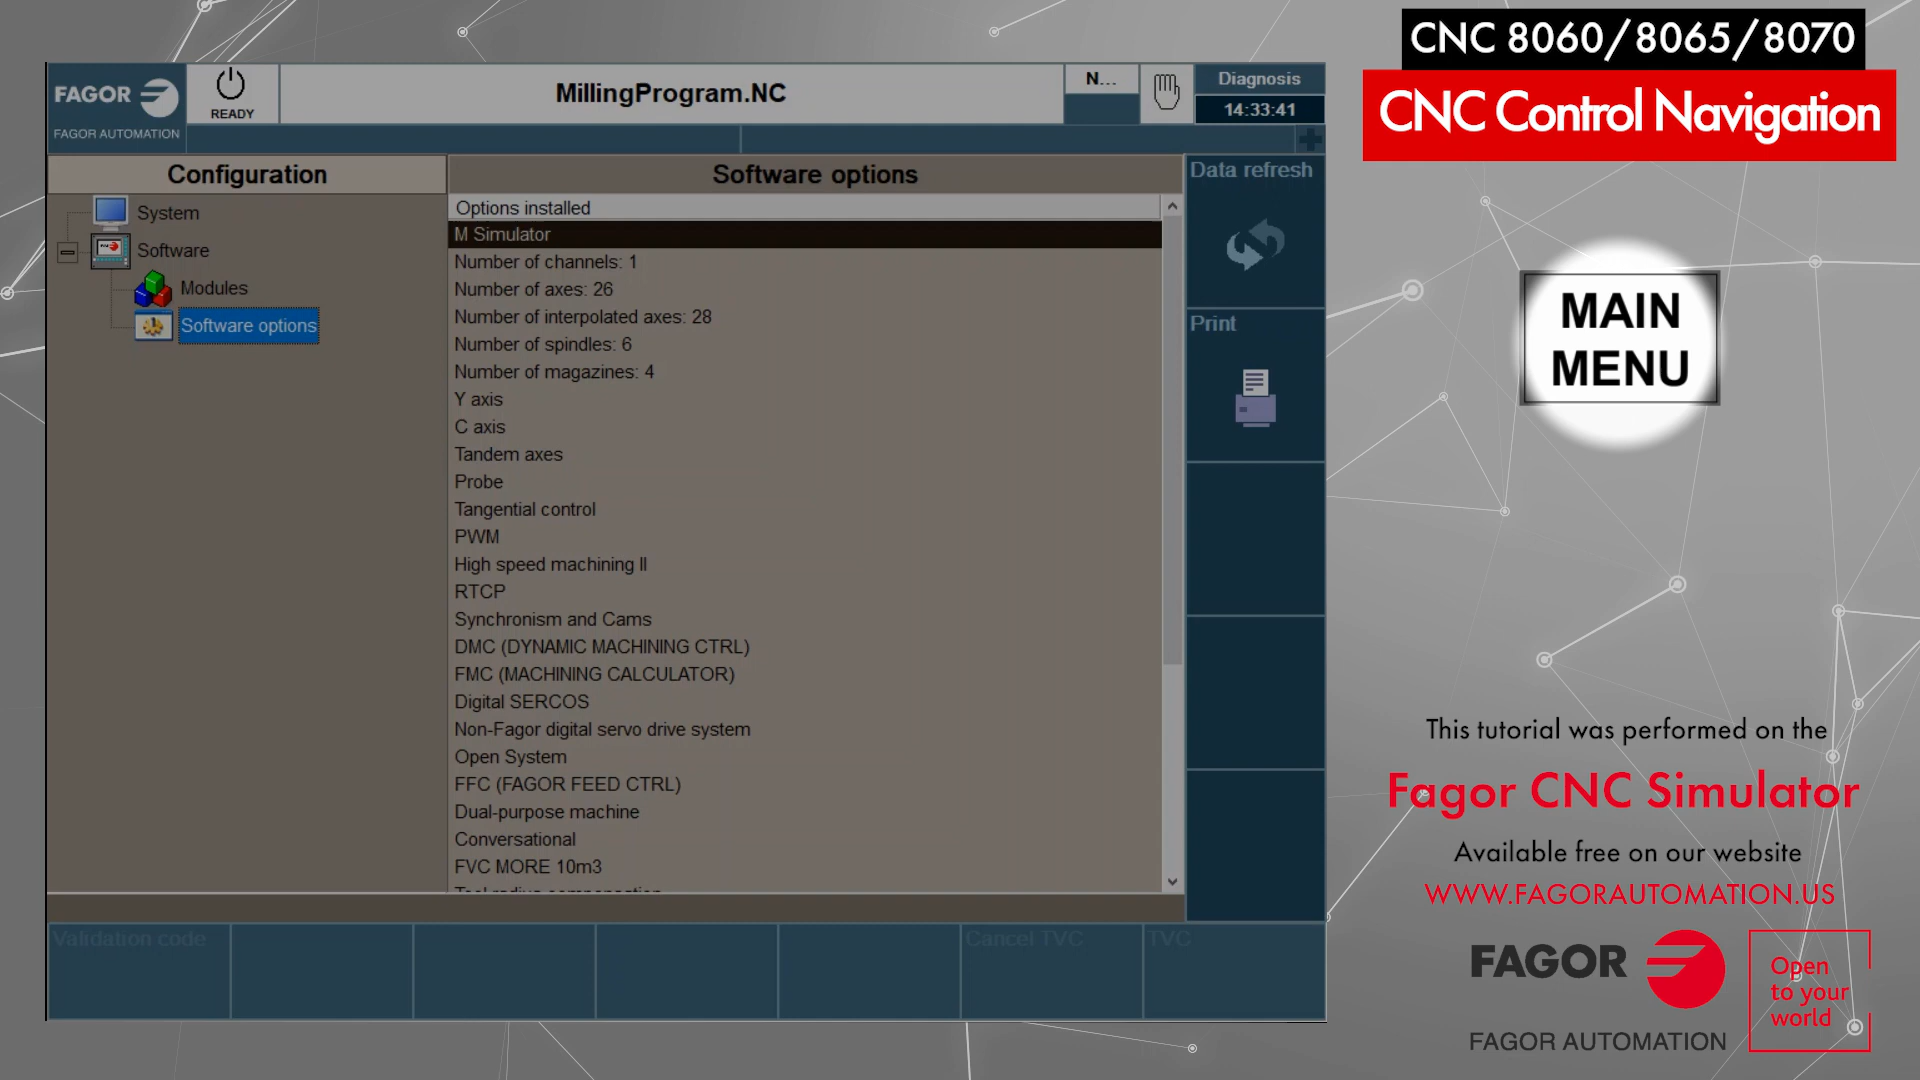 CNC 8060/8065/8070
CNC Control Navigation
FAGOR
FAGOR AUTOMATION
READY
MillingProgram.NC
N...
Diagnosis
14:33:41
Configuration
System
Software
Modules
Software options
Software options
Options installed
M Simulator
Number of channels: 1
Number of axes: 26
Number of interpolated axes: 28
Number of spindles: 6
Number of magazines: 4
Y axis
C axis
Tandem axes
Probe
Tangential control
PWM
High speed machining II
RTCP
Synchronism and Cams
DMC (DYNAMIC MACHINING CTRL)
FMC (MACHINING CALCULATOR)
Digital SERCOS
Non-Fagor digital servo drive system
Open System
FFC (FAGOR FEED CTRL)
Dual-purpose machine
Conversational
FVC MORE 10m3
Tool radius compensation
Data refresh
Print
Validation code
Cancel TVC
TVC
MAIN
MENU
This tutorial was performed on the
Fagor CNC Simulator
Available free on our website
WWW.FAGORAUTOMATION.US
FAGOR
FAGOR AUTOMATION
Open
to your
world